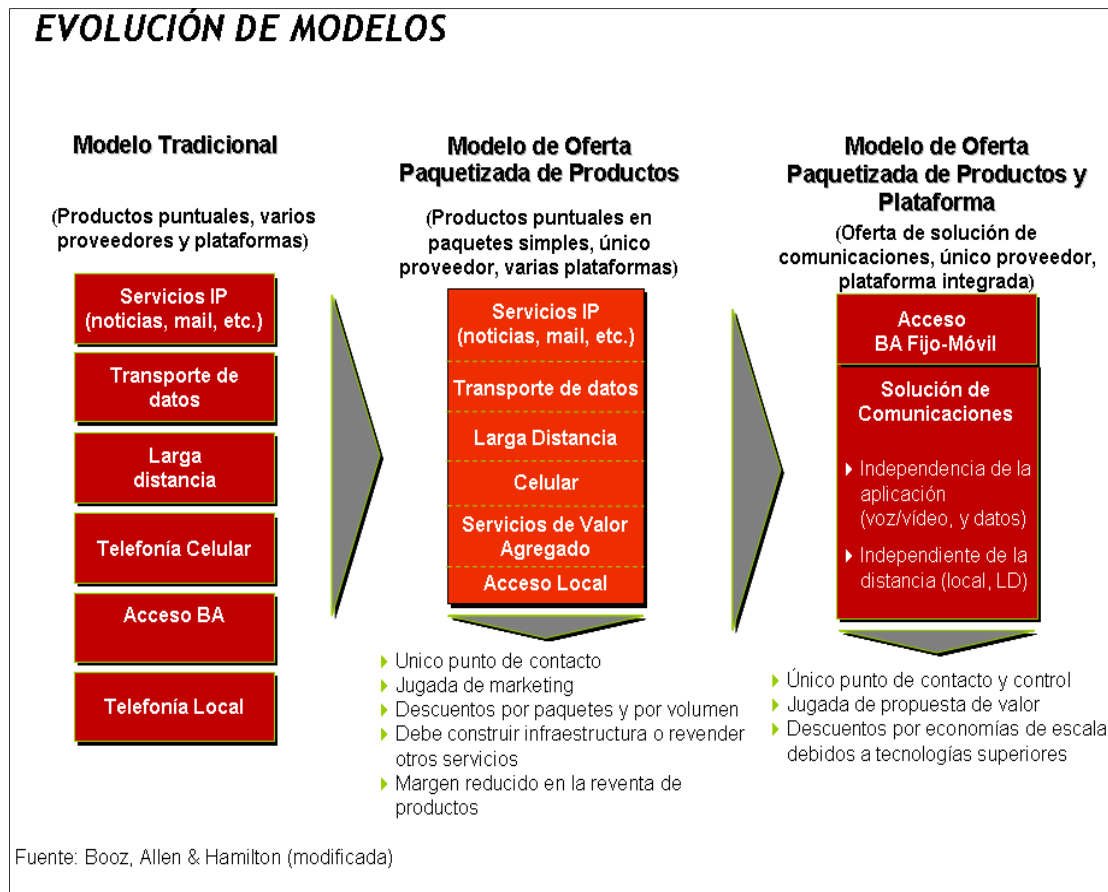 EVOLUCIÓN DE MODELOS
Modelo Tradicional
(Productos puntuales, varios
proveedores y plataformas)
Servicios IP
(noticias, mail, etc.)
Transporte de
datos
Larga
distancia
Telefonía Celular
Acceso BA
Telefonía Local
Modelo de Oferta
Paquetizada de Productos
(Productos puntuales en
paquetes simples, único
proveedor, varias plataformas)
Servicios IP
(noticias, mail, etc.)
Transporte de datos
Larga Distancia
Celular
Servicios de Valor
Agregado
Acceso Local
Unico punto de contacto
Jugada de marketing
Descuentos por paquetes y por volumen
Debe construir infraestructura o revender
otros servicios
Margen reducido en la reventa de
productos
Modelo de Oferta
Paquetizada de Productos y
Plataforma
(Oferta de solución de
comunicaciones, único proveedor,
plataforma integrada)
Acceso
BA Fijo-Móvil
Solución de
Comunicaciones
Independencia de la
aplicación
(voz/vídeo, y datos)
Independiente de la
distancia (local, LD)
Único punto de contacto y control
Jugada de propuesta de valor
Descuentos por economías de escala
debidos a tecnologías superiores
Fuente: Booz, Allen & Hamilton (modificada)